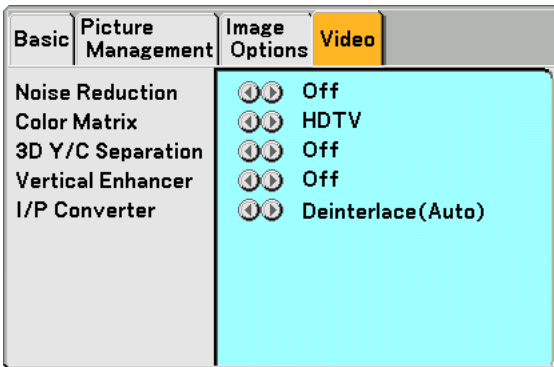 Basic
Picture
Management
Image
Options
Video
Noise Reduction Off
Color Matrix HDTV
3D Y/C Separation Off
Vertical Enhancer Off
I/P Converter Deinterlace(Auto)